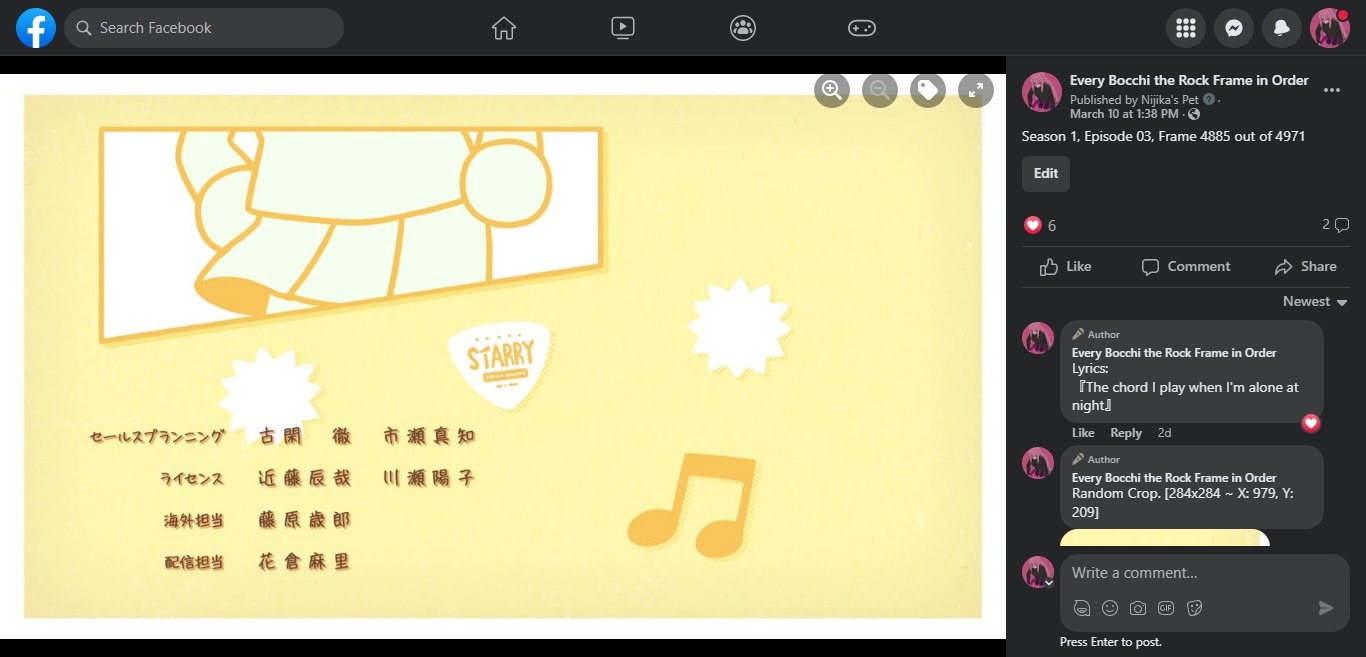 Search Facebook
STARRY
セールスプランニング 古閑 徹 市瀬真知
ライセンス 近藤辰哉 川瀬陽子
海外担当 藤原歳郎
配信担当 花倉麻里
Every Bocchi the Rock Frame in Order
Published by Nijika's Pet ·
March 10 at 1:38 PM ·
Season 1, Episode 03, Frame 4885 out of 4971
Edit
6
2
Like
Comment
Share
Newest
Author
Every Bocchi the Rock Frame in Order
Lyrics:
『The chord I play when I'm alone at
night』
Like Reply 2d
Author
Every Bocchi the Rock Frame in Order
Random Crop. [284x284 ~ X: 979, Y:
209]
Write a comment...
GIF
Press Enter to post.